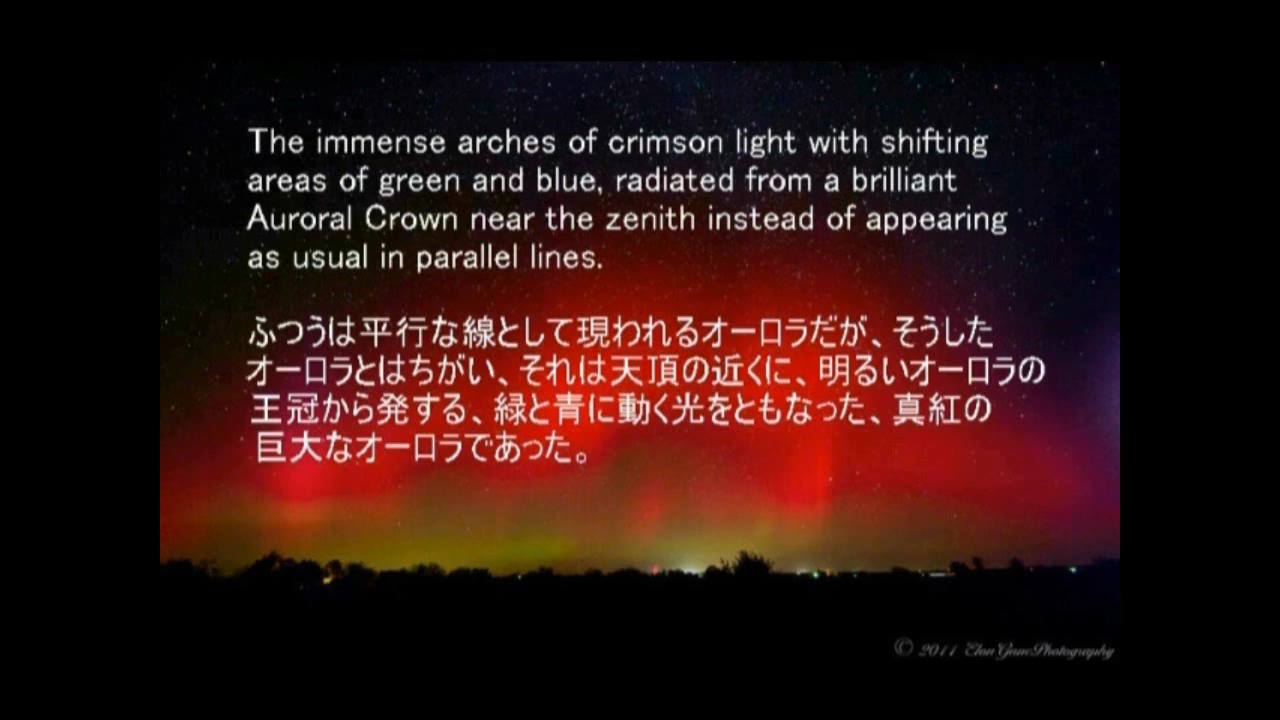 The immense arches of crimson light with shifting
areas of green and blue, radiated from a brilliant
Auroral Crown near the zenith instead of appearing
as usual in parallel lines.
ふつうは平行な線として現われるオーロラだが、そうした
オーロラとはちがい、それは天頂の近くに、明るいオーロラの
王冠から発する、緑と青に動く光をともなった、真紅の
巨大なオーロラであった。
© 2011